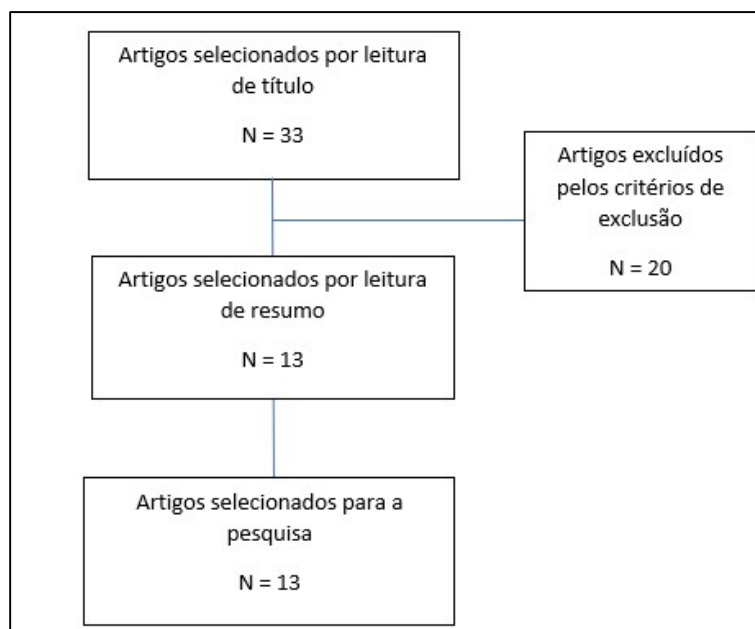 Artigos selecionados por leitura
de título
N = 33
Artigos excluídos
pelos critérios de
exclusão
N = 20
Artigos selecionados por leitura
de resumo
N = 13
Artigos selecionados para a
pesquisa
N = 13